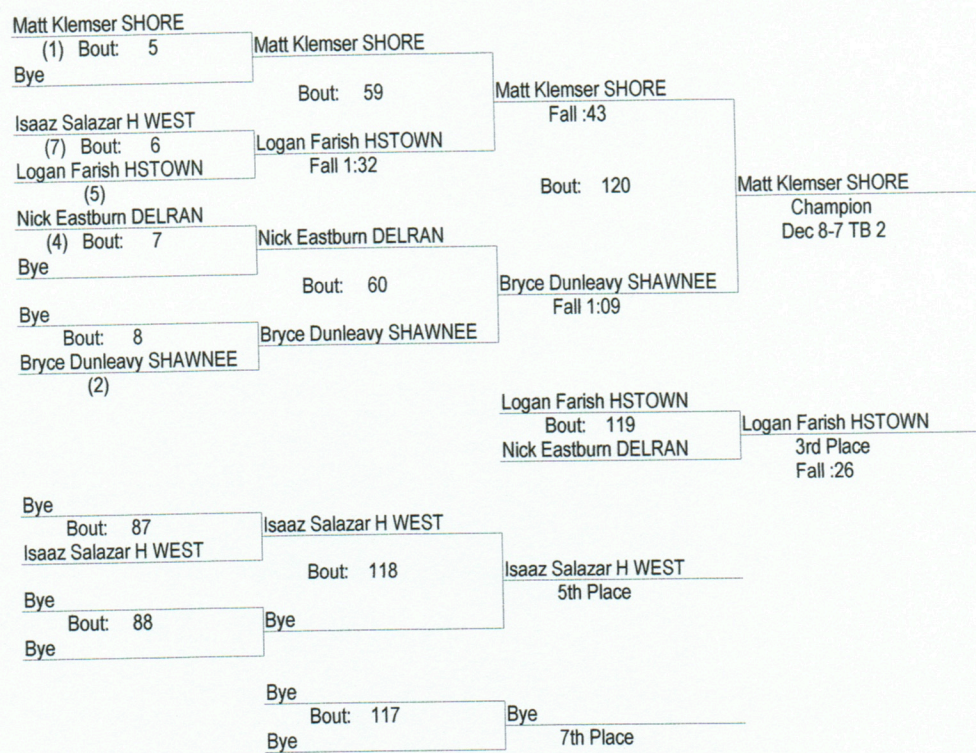 Matt Klemser SHORE
(1) Bout: 5
Bye
Matt Klemser SHORE
Bout: 59
Isaaz Salazar H WEST
(7) Bout: 6
Logan Farish HSTOWN
(5)
Logan Farish HSTOWN
Fall 1:32
Matt Klemser SHORE
Fall :43
Bout: 120
Nick Eastburn DELRAN
(4) Bout: 7
Bye
Nick Eastburn DELRAN
Bout: 60
Bye
Bout: 8
Bryce Dunleavy SHAWNEE
(2)
Bryce Dunleavy SHAWNEE
Bryce Dunleavy SHAWNEE
Fall 1:09
Matt Klemser SHORE
Champion
Dec 8-7 TB 2
Logan Farish HSTOWN
Bout: 119
Nick Eastburn DELRAN
Logan Farish HSTOWN
3rd Place
Fall :26
Bye
Bout: 87
Isaaz Salazar H WEST
Isaaz Salazar H WEST
Bout: 118
Bye
Bout: 88
Bye
Bye
Isaaz Salazar H WEST
5th Place
Bye
Bout: 117
Bye
Bye
7th Place